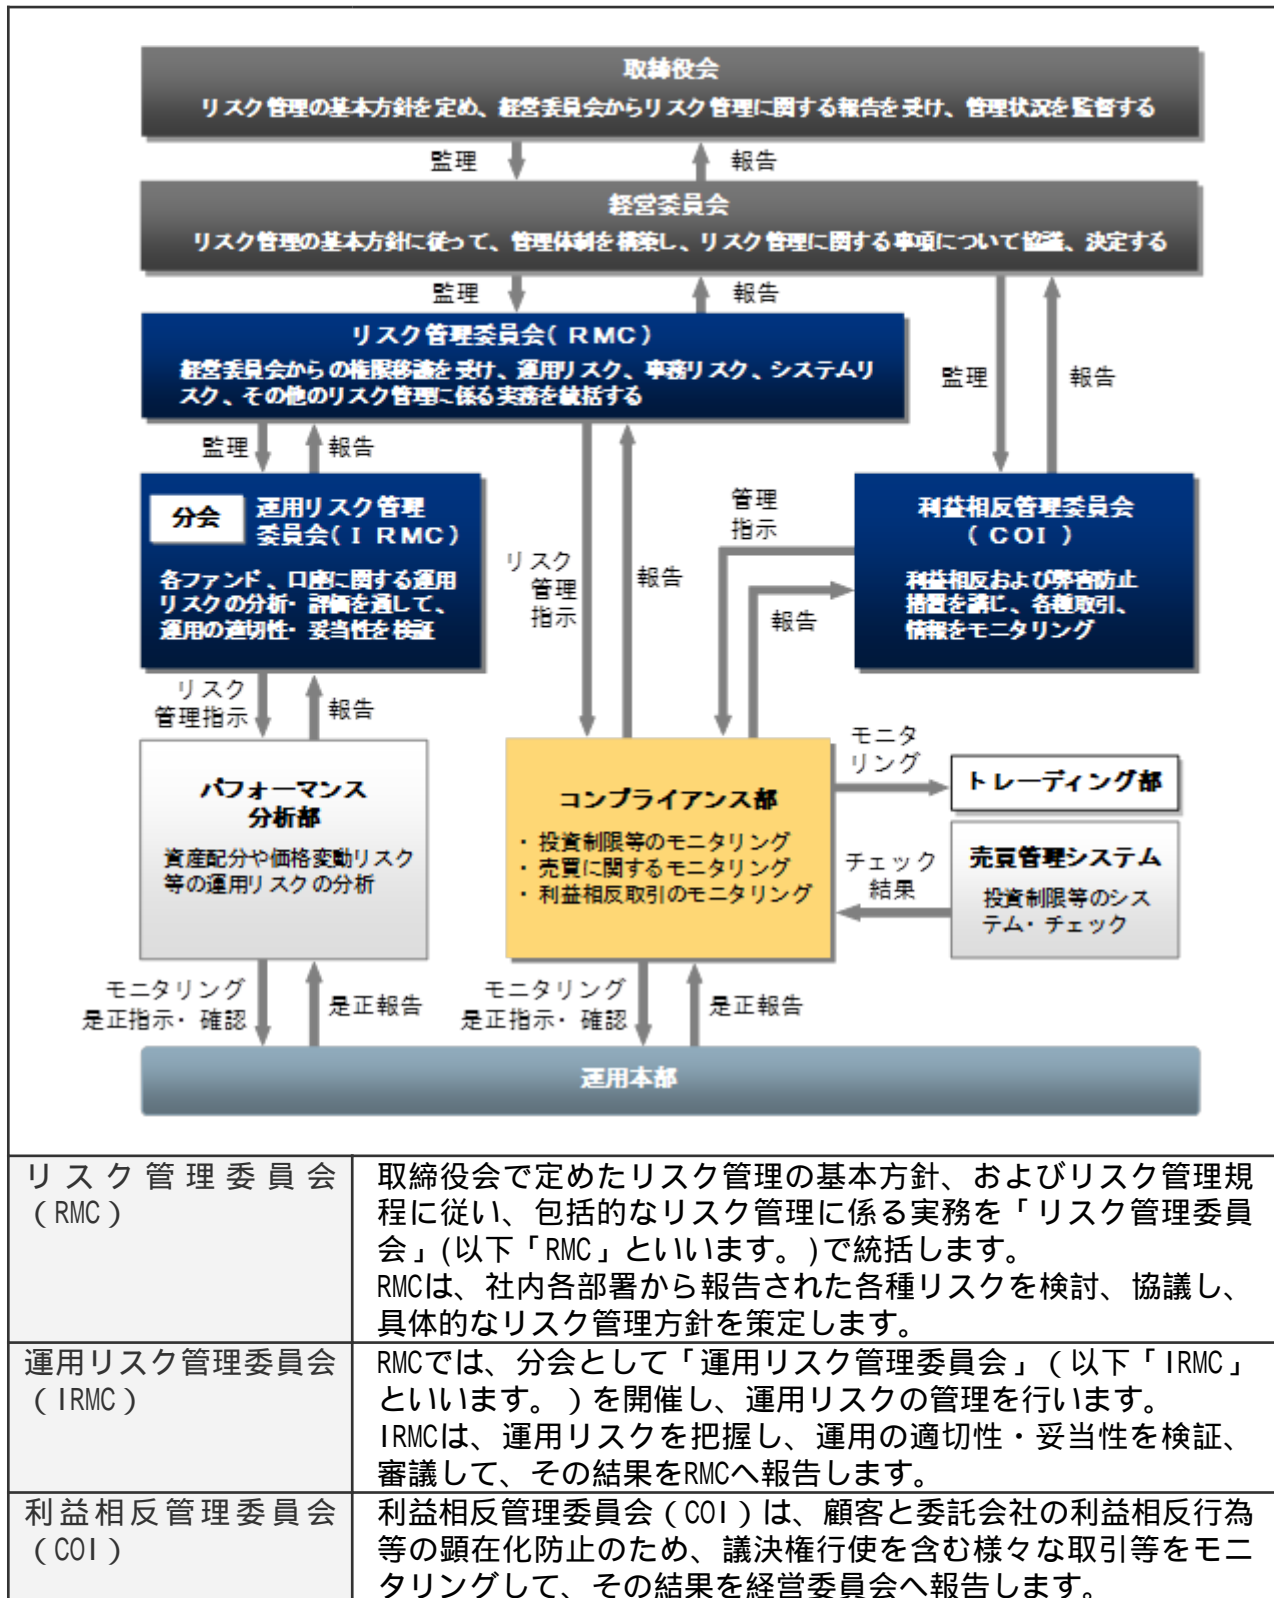 取締役会
リスク管理の基本方針を定め、経営委員会からリスク管理に関する報告を受け、管理状況を監督する
監理
報告
経営委員会
リスク管理の基本方針に従って、管理体制を構築し、リスク管理に関する事項について協議、決定する
監理
報告
リスク管理委員会(RMC)
経営委員会からの権限移譲を受け、運用リスク、事務リスク、システムリ
スク、その他のリスク管理に係る実務を統括する
監理
報告
監理
報告
分会
運用リスク管理
委員会(IRMC)
各ファンド、口座に関する運用
リスクの分析・評価を通して、
運用の適切性・妥当性を検証
リスク
管理
指示
報告
管理
指示
報告
利益相反管理委員会
(COI)
利益相反および弊害防止
措置を講じ、各種取引、
情報をモニタリング
リスク
管理指示
報告
パフォーマンス
分析部
資産配分や価格変動リスク
等の運用リスクの分析
コンプライアンス部
・投資制限等のモニタリング
・売買に関するモニタリング
・利益相反取引のモニタリング
モニタ
リング
トレーディング部
チェック
結果
売買管理システム
投資制限等のシス
テム・チェック
モニタリング
是正指示・確認
是正報告
モニタリング
是正指示・確認
是正報告
運用本部
リスク管理委員会
(RMC)
取締役会で定めたリスク管理の基本方針、およびリスク管理規
程に従い、包括的なリスク管理に係る実務を「リスク管理委員
会」(以下「RMC」といいます。)で統括します。
RMCは、社内各部署から報告された各種リスクを検討、協議し、
具体的なリスク管理方針を策定します。
運用リスク管理委員会
(IRMC)
RMCでは、分会として「運用リスク管理委員会」(以下「IRMC」
といいます。)を開催し、運用リスクの管理を行います。
IRMCは、運用リスクを把握し、運用の適切性・妥当性を検証、
審議して、その結果をRMCへ報告します。
利益相反管理委員会
(COI)
利益相反管理委員会(COI)は、顧客と委託会社の利益相反行為
等の顕在化防止のため、議決権行使を含む様々な取引等をモニ
タリングして、その結果を経営委員会へ報告します。